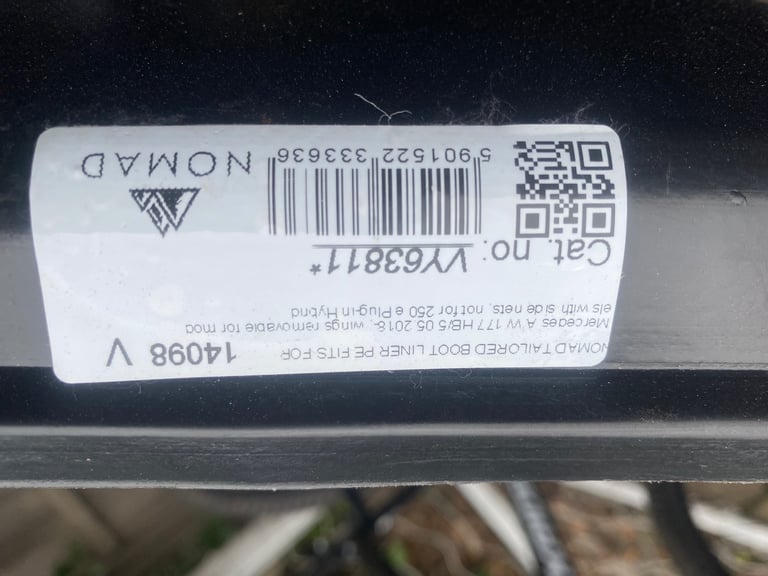 NOMAD TAILORED BOOT LINER PE FITS FOR
14098 V
Mercedes A W 177 HB/5 05.2018-, wings removable for mod
els with side nets, not for 250 e Plug-in Hybrid
Cat. no: VY63811*
5 901522 333636
NOMAD